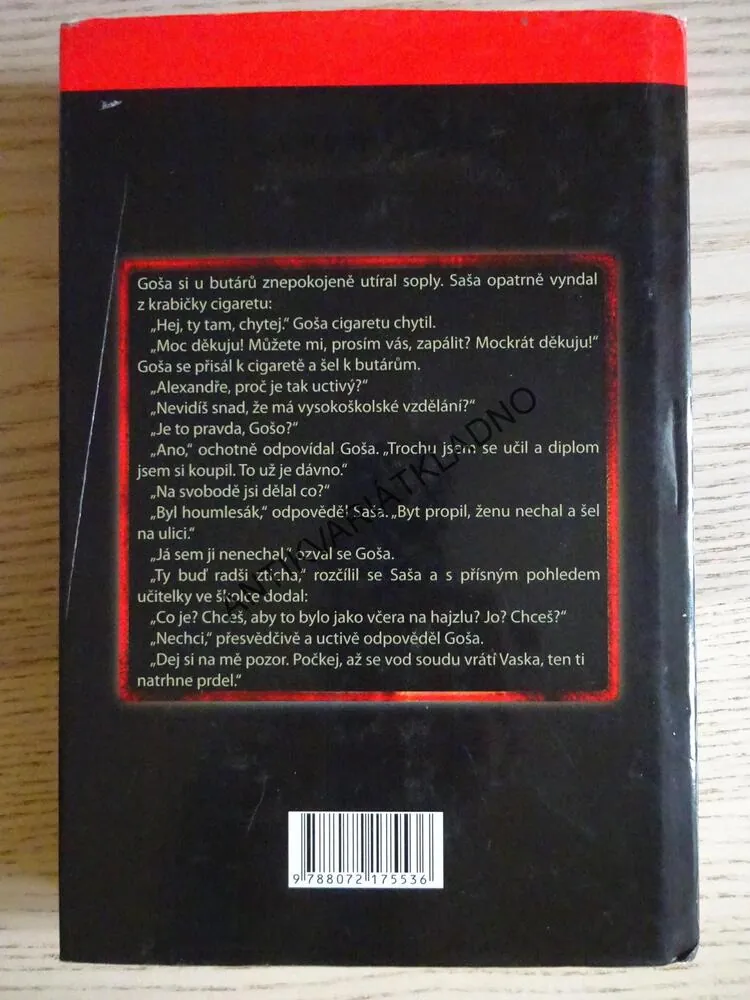 Goša si u butárů znepokojeně utíral soply. Saša opatrně vyndal
z krabičky cigaretu:
„Hej, ty tam, chytej.“ Goša cigaretu chytil.
„Moc děkuju! Můžete mi, prosím vás, zapálit? Mockrát děkuju!“
Goša se přisál k cigaretě a šel k butárům.
„Alexandře, proč je tak uctivý?“
„Nevidíš snad, že má vysokoškolské vzdělání?“
„Je to pravda, Gošo?“
„Ano,“ ochotně odpovídal Goša. „Trochu jsem se učil a diplom
jsem si koupil. To už je dávno.“
„Na svobodě jsi dělal co?“
„Byl houmlesák,“ odpověděl Saša. „Byt propil, ženu nechal a šel
na ulici.“
„Já sem ji nenechal,“ ozval se Goša.
„Ty buď radši zticha,“ rozčílil se Saša a s přísným pohledem
učitelky ve školce dodal:
„Co je? Chceš, aby to bylo jako včera na hajzlu? Jo? Chceš?“
„Nechci,“ přesvědčivě a uctivě odpověděl Goša.
„Dej si na mě pozor. Počkej, až se vod soudu vrátí Vaska, ten ti
natrhne prdel.“
ANTIKVARIÁTKLADNO
9 788072 175536